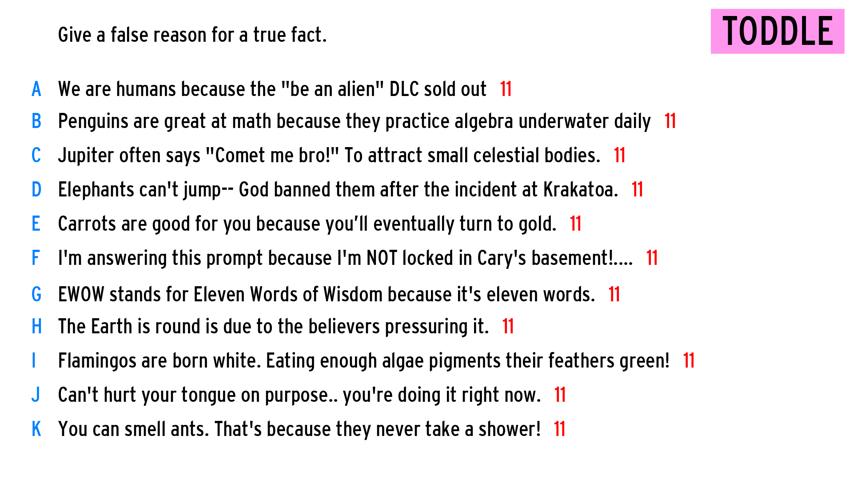 Give a false reason for a true fact.
TODDLE
A We are humans because the "be an alien" DLC sold out 11
B Penguins are great at math because they practice algebra underwater daily 11
C Jupiter often says "Comet me bro!" To attract small celestial bodies. 11
D Elephants can't jump-- God banned them after the incident at Krakatoa. 11
E Carrots are good for you because you’ll eventually turn to gold. 11
F I'm answering this prompt because I'm NOT locked in Cary's basement!.... 11
G EWOW stands for Eleven Words of Wisdom because it's eleven words. 11
H The Earth is round is due to the believers pressuring it. 11
I Flamingos are born white. Eating enough algae pigments their feathers green! 11
J Can't hurt your tongue on purpose.. you're doing it right now. 11
K You can smell ants. That's because they never take a shower! 11